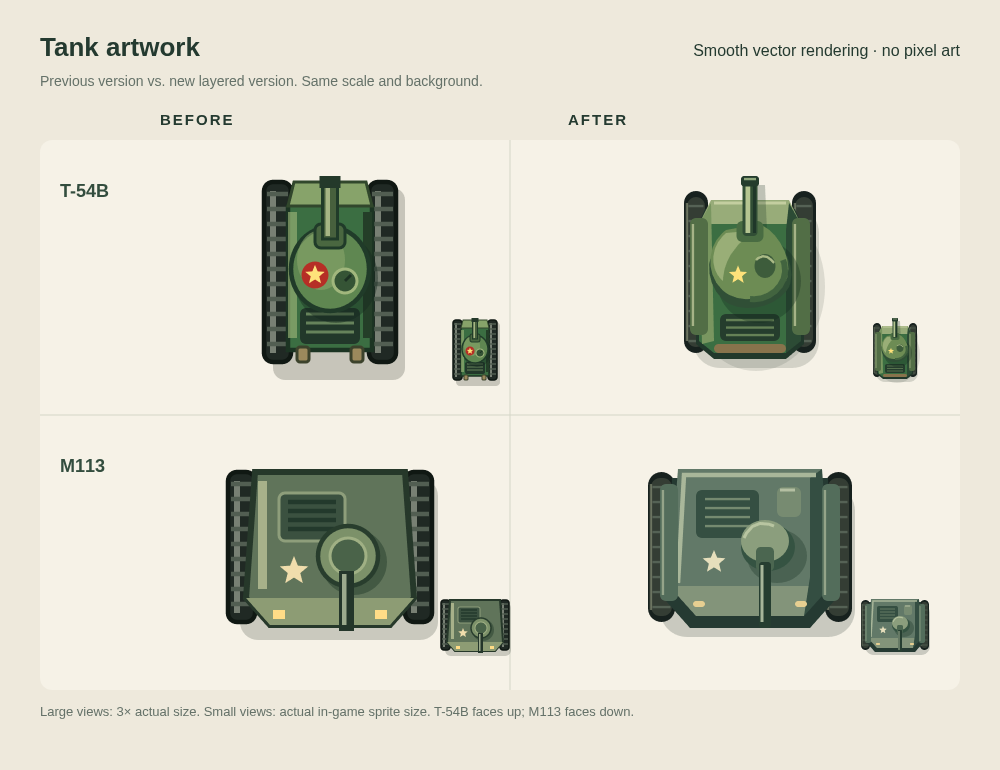 Tank artwork
Smooth vector rendering · no pixel art
Previous version vs. new layered version. Same scale and background.
BEFORE
AFTER
T-54B
M113
Large views: 3× actual size. Small views: actual in-game sprite size. T-54B faces up; M113 faces down.